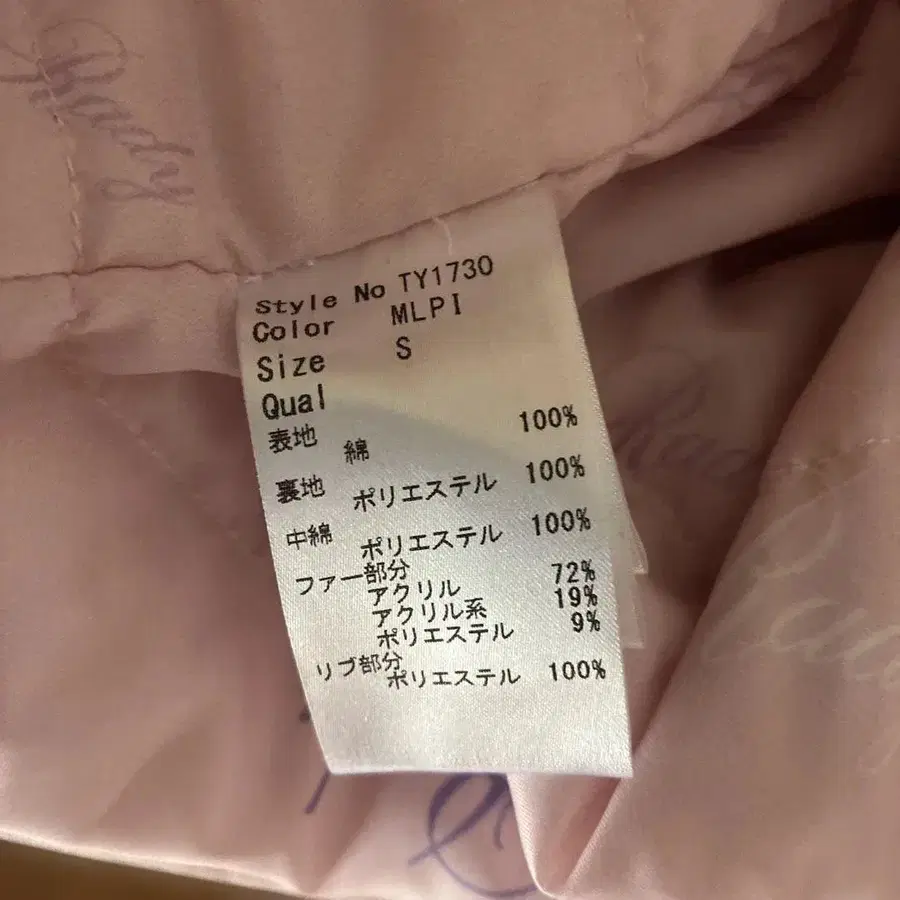 Rady
Style No TY1730
Color MLPI
Size S
Qual
表地
綿 100%
裏地
ポリエステル 100%
中綿
ポリエステル 100%
ファー部分
アクリル 72%
アクリル系 19%
ポリエステル 9%
リブ部分
ポリエステル 100%